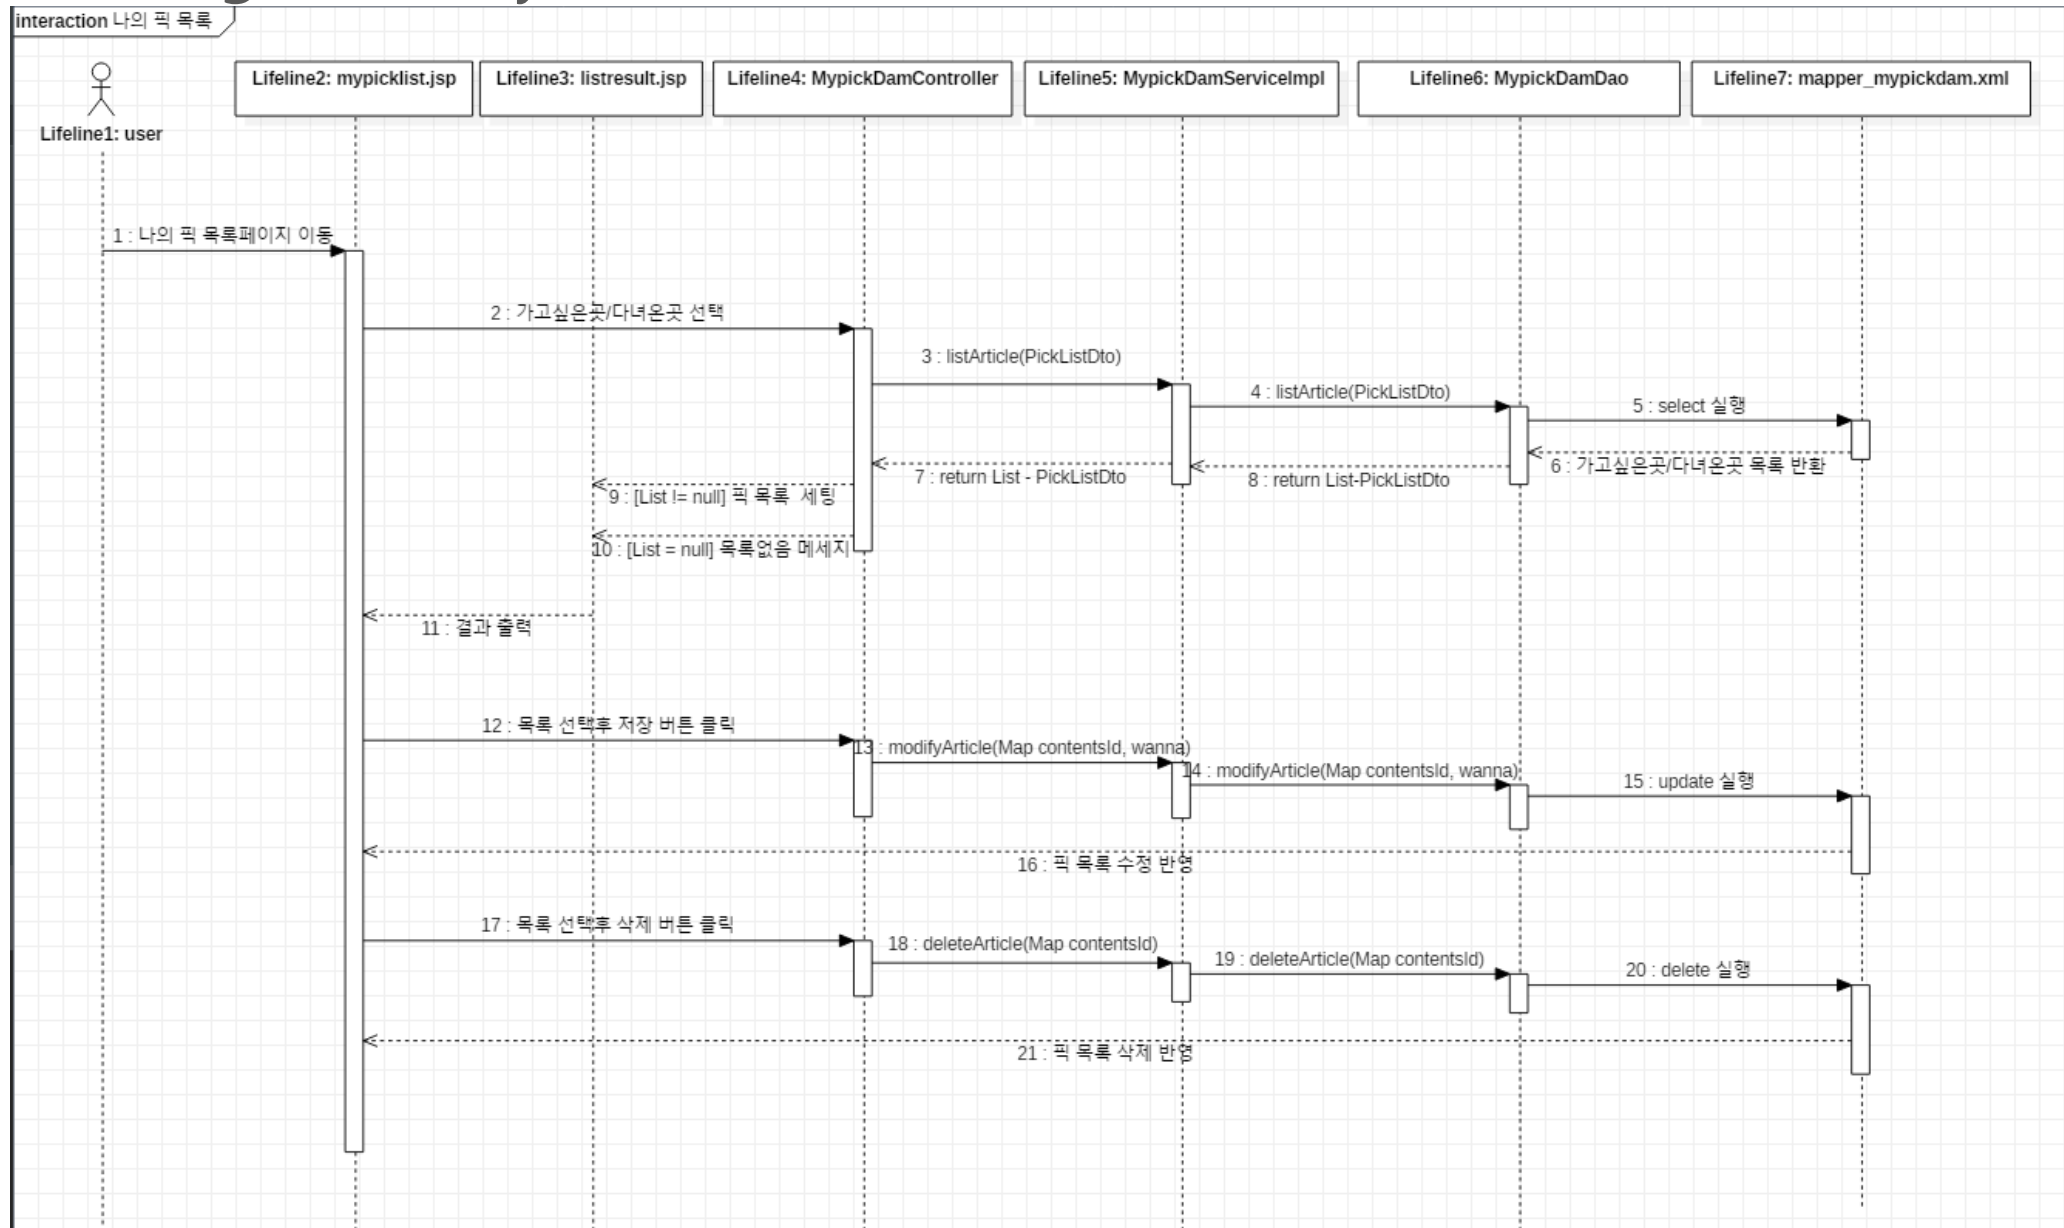 interaction 나의 픽 목록
Lifeline1: user
Lifeline2: mypicklist.jsp
Lifeline3: listresult.jsp
Lifeline4: MypickDamController
Lifeline5: MypickDamServiceImpl
Lifeline6: MypickDamDao
Lifeline7: mapper_mypickdam.xml
1 : 나의 픽 목록페이지 이동
2 : 가고싶은곳/다녀온곳 선택
3 : listArticle(PickListDto)
4 : listArticle(PickListDto)
5 : select 실행
6 : 가고싶은곳/다녀온곳 목록 반환
7 : return List - PickListDto
8 : return List-PickListDto
9 : [List != null] 픽 목록 세팅
10 : [List = null] 목록없음 메세지
11 : 결과 출력
12 : 목록 선택후 저장 버튼 클릭
13 : modifyArticle(Map contentsId, wanna)
14 : modifyArticle(Map contentsId, wanna)
15 : update 실행
16 : 픽 목록 수정 반영
17 : 목록 선택후 삭제 버튼 클릭
18 : deleteArticle(Map contentsId)
19 : deleteArticle(Map contentsId)
20 : delete 실행
21 : 픽 목록 삭제 반영